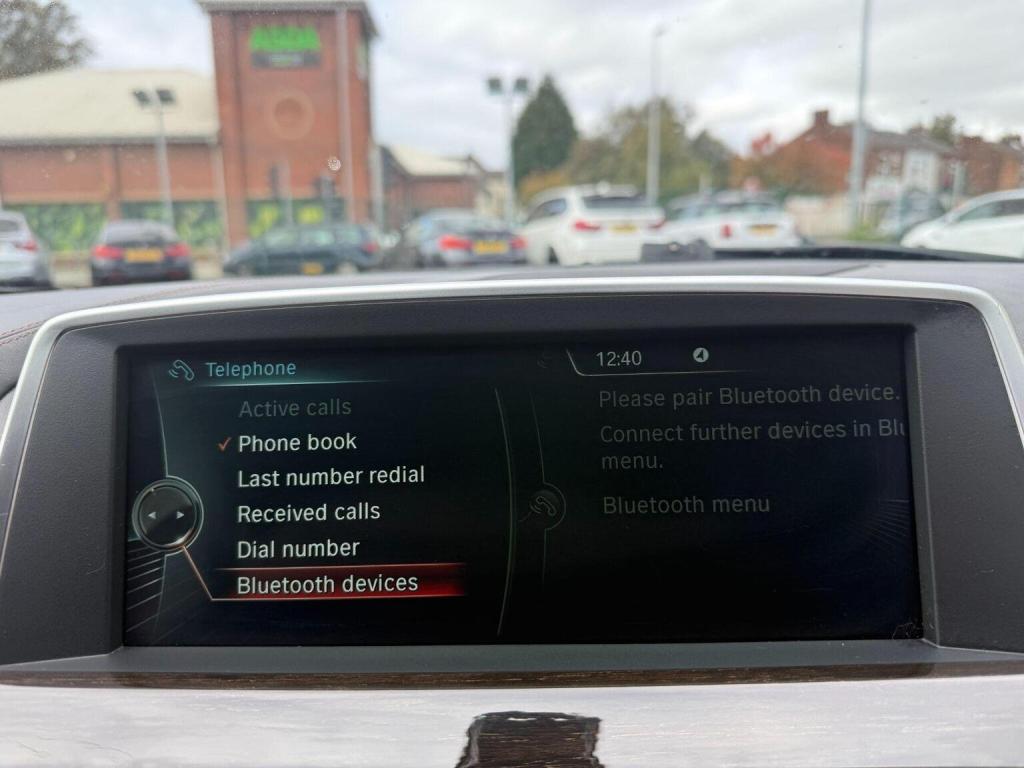 ASDA
Telephone
12:40
Active calls
Phone book
Last number redial
Received calls
Dial number
Bluetooth devices
Please pair Bluetooth device.
Connect further devices in Blu
menu.
Bluetooth menu